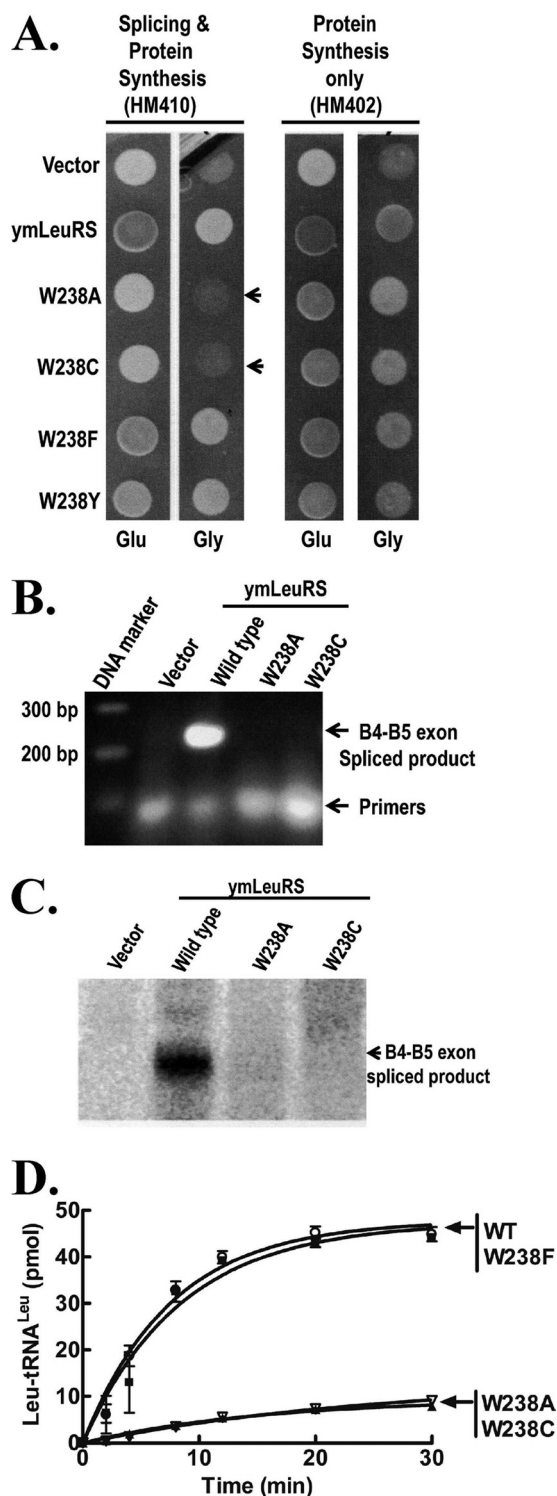 A.
Splicing &
Protein
Synthesis
(HM410)
Protein
Synthesis
only
(HM402)
Vector
ymLeuRS
W238A
W238C
W238F
W238Y
Glu Gly Glu Gly
B.
ymLeuRS
DNA marker Vector Wild type W238A W238C
300 bp
200 bp
B4-B5 exon
Spliced product
Primers
C.
ymLeuRS
Vector Wild type W238A W238C
B4-B5 exon
spliced product
D.
50
40
30
20
10
0
Leu-tRNA^Leu (pmol)
WT
W238F
W238A
W238C
0 10 20 30
Time (min)